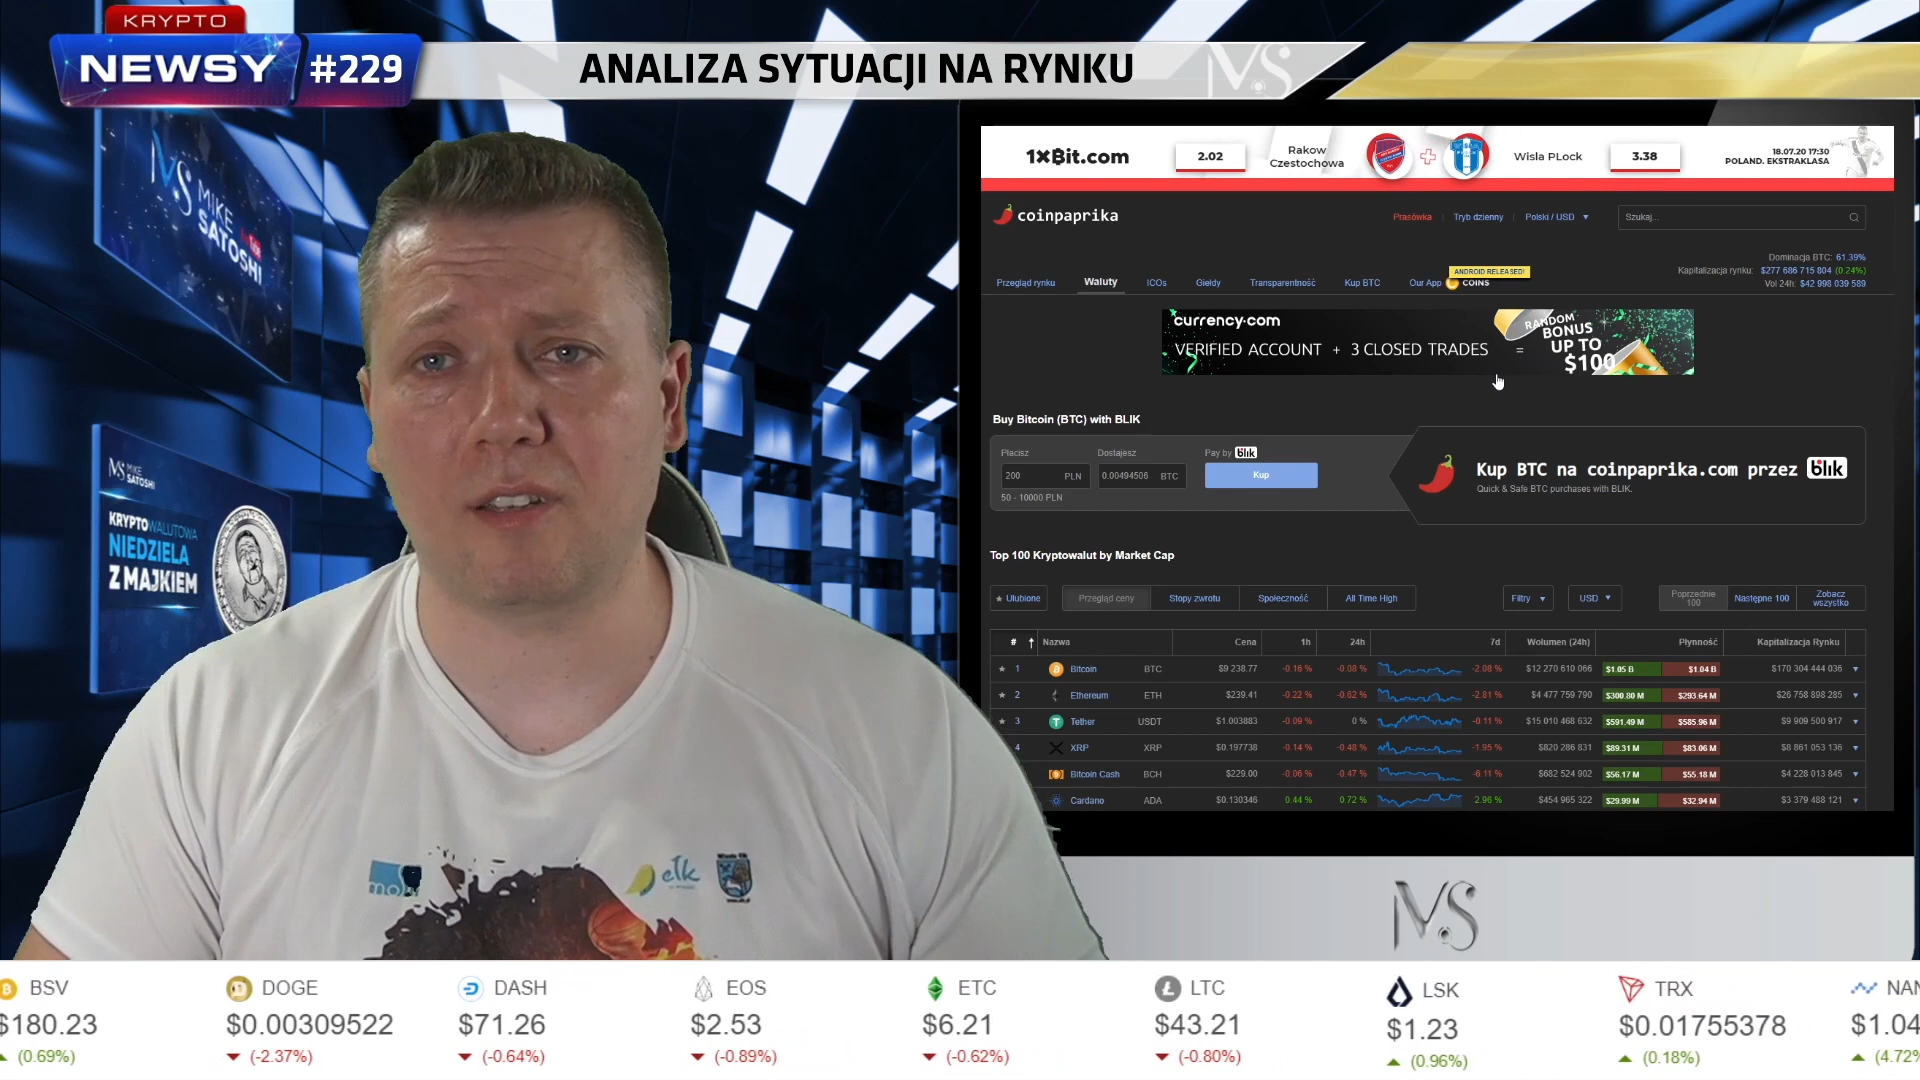 KRYPTO
NEWSY #229
ANALIZA SYTUACJI NA RYNKU
MS
MIKE
SATOSHI
MIKE
SATOSHI
KRYPTOWALUTOWA
NIEDZIELA
Z MAJKIEM
1xBit.com
2.02
Rakow
Czestochowa
Wisla PLock
3.38
18.07.20 17:30
POLAND. EKSTRAKLASA
coinpaprika
Prasówka
Tryb dzienny
Polski / USD
Szukaj...
Dominacja BTC: 61.39%
Kapitalizacja rynku: $277 686 715 804 (0.24%)
Vol 24h: $42 998 039 589
ANDROID RELEASED!
Przegląd rynku
Waluty
ICOs
Giełdy
Transparentność
Kup BTC
Our App
COINS
currency.com
VERIFIED ACCOUNT + 3 CLOSED TRADES =
RANDOM
BONUS
UP TO
$100
Buy Bitcoin (BTC) with BLIK
Płacisz
Dostajesz
Pay by blik
200 PLN
0.00494506 BTC
Kup
50 - 10000 PLN
Kup BTC na coinpaprika.com przez blik
Quick & Safe BTC purchases with BLIK.
Top 100 Kryptowalut by Market Cap
Ulubione
Przegląd ceny
Stopy zwrotu
Społeczność
All Time High
Filtry
USD
Poprzednie
100
Następne 100
Zobacz
wszystko
# Nazwa Cena 1h 24h 7d Wolumen (24h) Płynność Kapitalizacja Rynku
1 Bitcoin BTC $9 238.77 -0.16 % -0.08 % -2.08 % $12 270 610 066 $1.05 B $1.04 B $170 304 444 036
2 Ethereum ETH $239.41 -0.22 % -0.62 % -2.81 % $4 477 759 790 $300.80 M $293.64 M $26 758 898 285
3 Tether USDT $1.003883 -0.09 % 0 % -0.11 % $15 010 468 632 $591.49 M $585.96 M $9 909 500 917
4 XRP XRP $0.197738 -0.14 % -0.48 % -1.95 % $820 286 831 $89.31 M $83.06 M $8 861 053 136
Bitcoin Cash BCH $229.00 -0.06 % -0.47 % -6.11 % $682 524 902 $56.17 M $55.18 M $4 228 013 845
Cardano ADA $0.130346 0.44 % 0.72 % 2.96 % $454 965 322 $29.99 M $32.94 M $3 379 488 121
elk
MS
BSV DOGE DASH EOS ETC LTC LSK TRX NAN
$180.23 $0.00309522 $71.26 $2.53 $6.21 $43.21 $1.23 $0.01755378 $1.04
(0.69%) (-2.37%) (-0.64%) (-0.89%) (-0.62%) (-0.80%) (0.96%) (0.18%) (4.72%